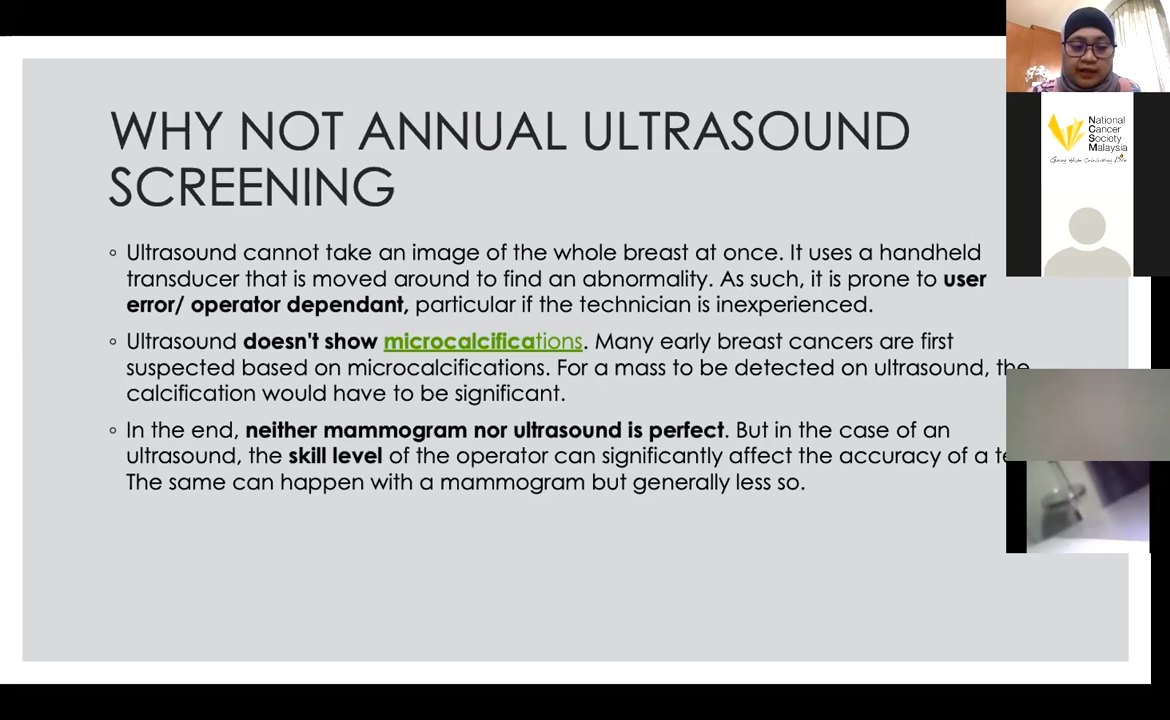 WHY NOT ANNUAL ULTRASOUND
SCREENING
◦ Ultrasound cannot take an image of the whole breast at once. It uses a handheld
transducer that is moved around to find an abnormality. As such, it is prone to user
error/ operator dependant, particular if the technician is inexperienced.
◦ Ultrasound doesn't show microcalcifications. Many early breast cancers are first
suspected based on microcalcifications. For a mass to be detected on ultrasound, the
calcification would have to be significant.
◦ In the end, neither mammogram nor ultrasound is perfect. But in the case of an
ultrasound, the skill level of the operator can significantly affect the accuracy of a
The same can happen with a mammogram but generally less so.
National
Cancer
Society
Malaysia
Giving Hope Celebrating Life